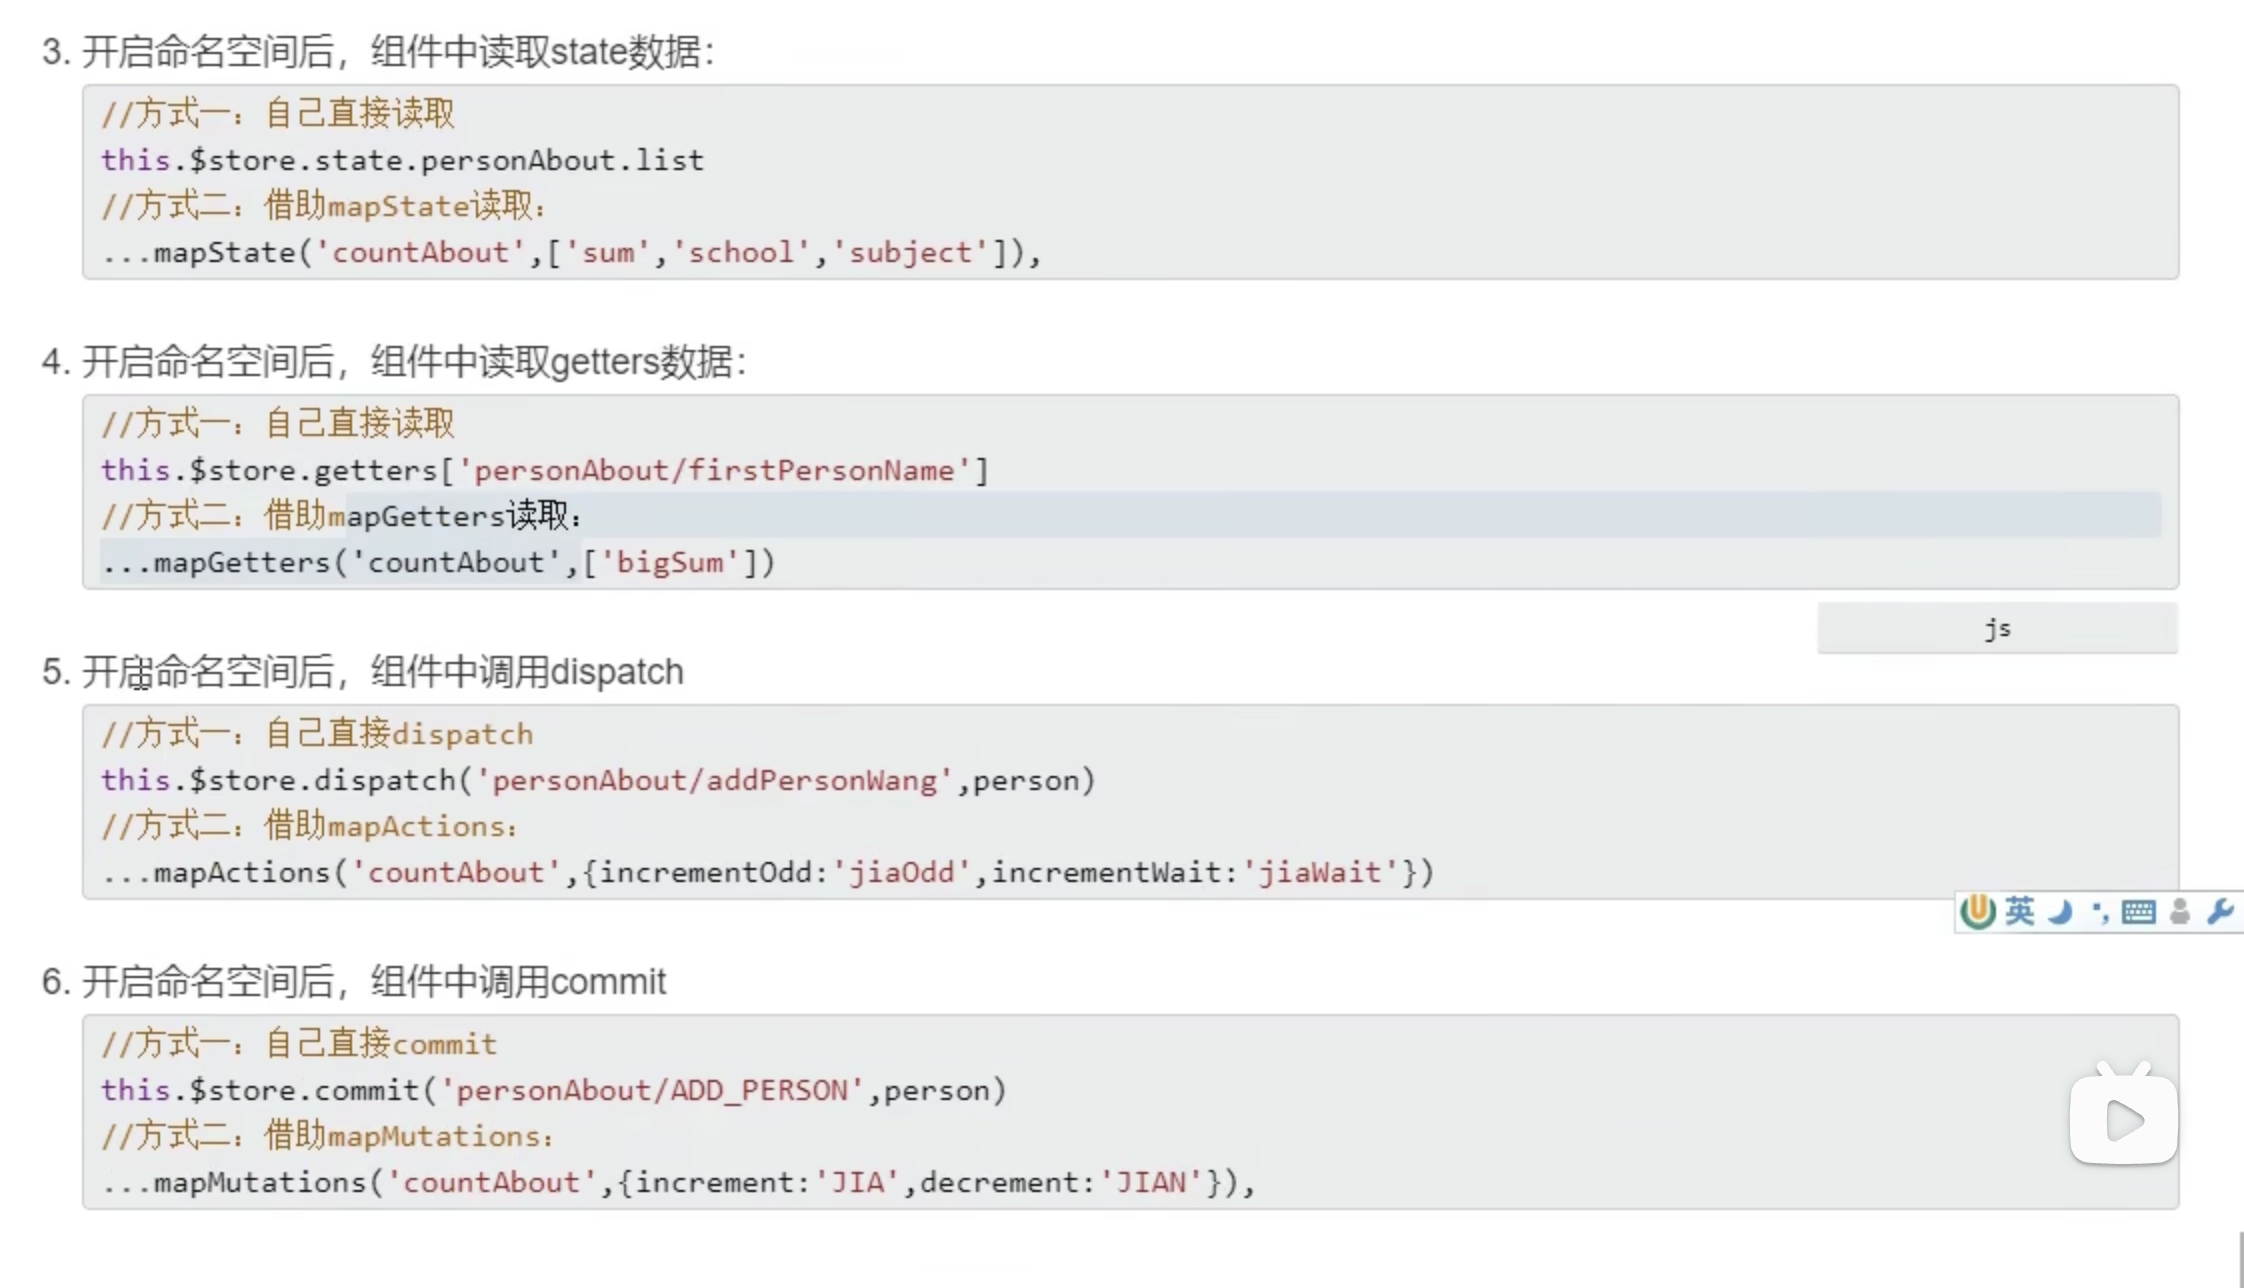 3. 开启命名空间后，组件中读取state数据：
//方式一：自己直接读取
this.$store.state.personAbout.list
//方式二：借助mapState读取：
...mapState('countAbout',['sum','school','subject']),
4. 开启命名空间后，组件中读取getters数据：
//方式一：自己直接读取
this.$store.getters['personAbout/firstPersonName']
//方式二：借助mapGetters读取：
...mapGetters('countAbout',['bigSum'])
js
5. 开启命名空间后，组件中调用dispatch
//方式一：自己直接dispatch
this.$store.dispatch('personAbout/addPersonWang',person)
//方式二：借助mapActions：
...mapActions('countAbout',{incrementOdd:'jiaOdd',incrementWait:'jiaWait'})
英
6. 开启命名空间后，组件中调用commit
//方式一：自己直接commit
this.$store.commit('personAbout/ADD_PERSON',person)
//方式二：借助mapMutations：
...mapMutations('countAbout',{increment:'JIA',decrement:'JIAN'}),